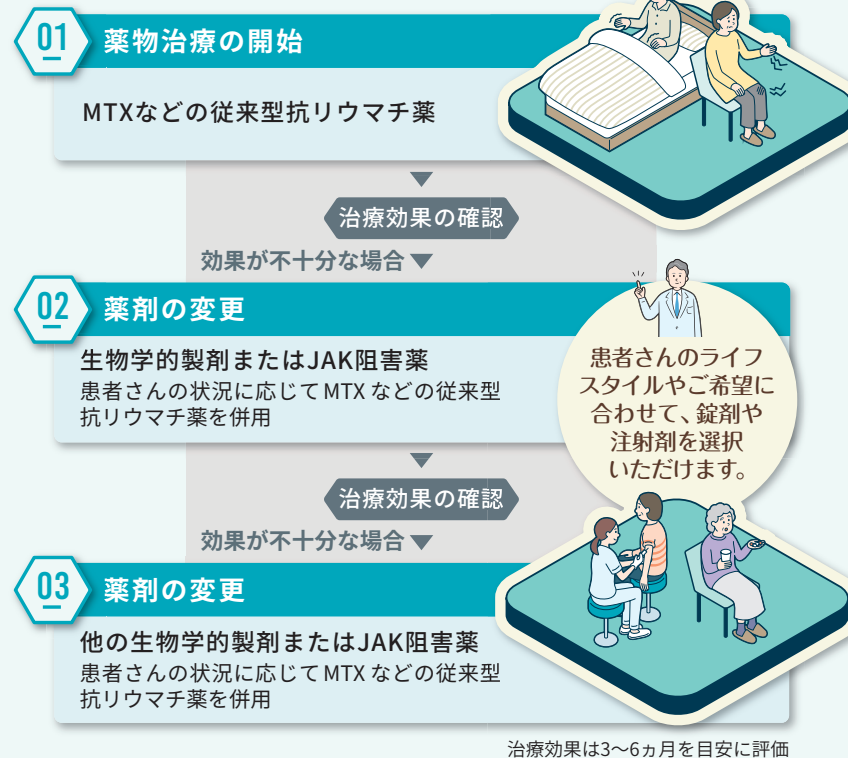 01
薬物治療の開始
MTXなどの従来型抗リウマチ薬
治療効果の確認
効果が不十分な場合▼
02
薬剤の変更
生物学的製剤またはJAK阻害薬
患者さんの状況に応じてMTX などの従来型
抗リウマチ薬を併用
患者さんのライフ
スタイルやご希望に
合わせて、錠剤や
注射剤を選択
いただけます。
治療効果の確認
効果が不十分な場合▼
03
薬剤の変更
他の生物学的製剤またはJAK阻害薬
患者さんの状況に応じてMTX などの従来型
抗リウマチ薬を併用
治療効果は3〜6ヵ月を目安に評価